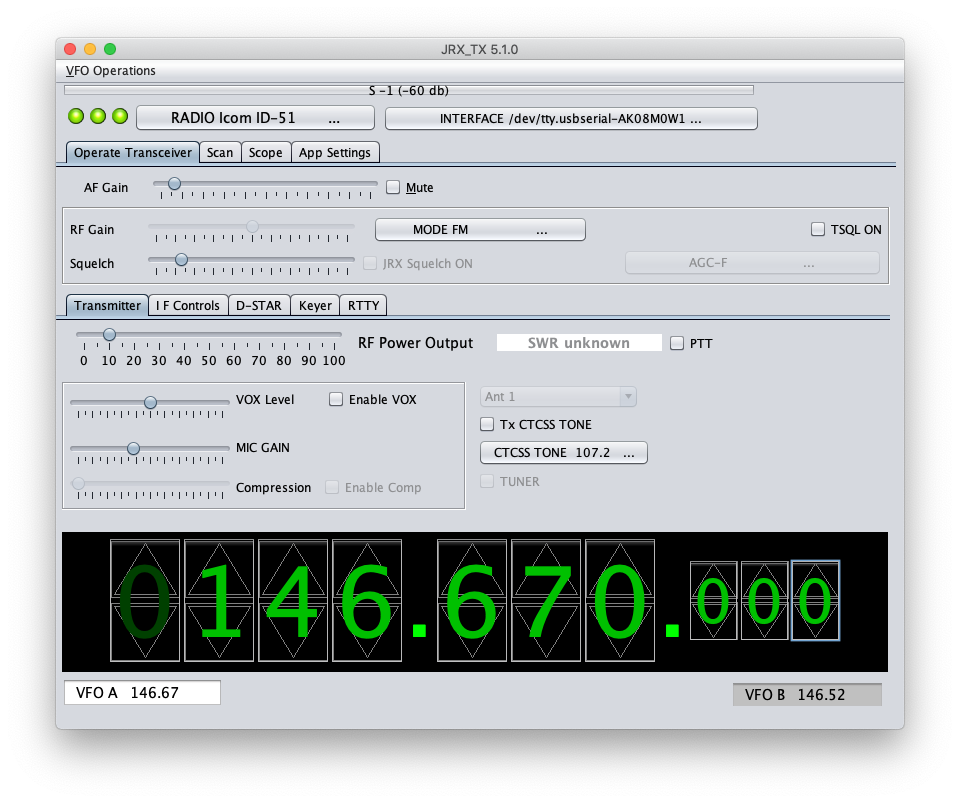 JRX_TX 5.1.0
VFO Operations
S -1 (-60 db)
RADIO Icom ID-51 ...
INTERFACE /dev/tty.usbserial-AK08M0W1 ...
Operate Transceiver Scan Scope App Settings
AF Gain Mute
RF Gain MODE FM ... TSQL ON
Squelch JRX Squelch ON AGC-F ...
Transmitter I F Controls D-STAR Keyer RTTY
RF Power Output SWR unknown PTT
0 10 20 30 40 50 60 70 80 90 100
VOX Level Enable VOX
Ant 1
Tx CTCSS TONE
MIC GAIN
CTCSS TONE 107.2 ...
Compression Enable Comp
TUNER
0146.670.000
VFO A 146.67
VFO B 146.52